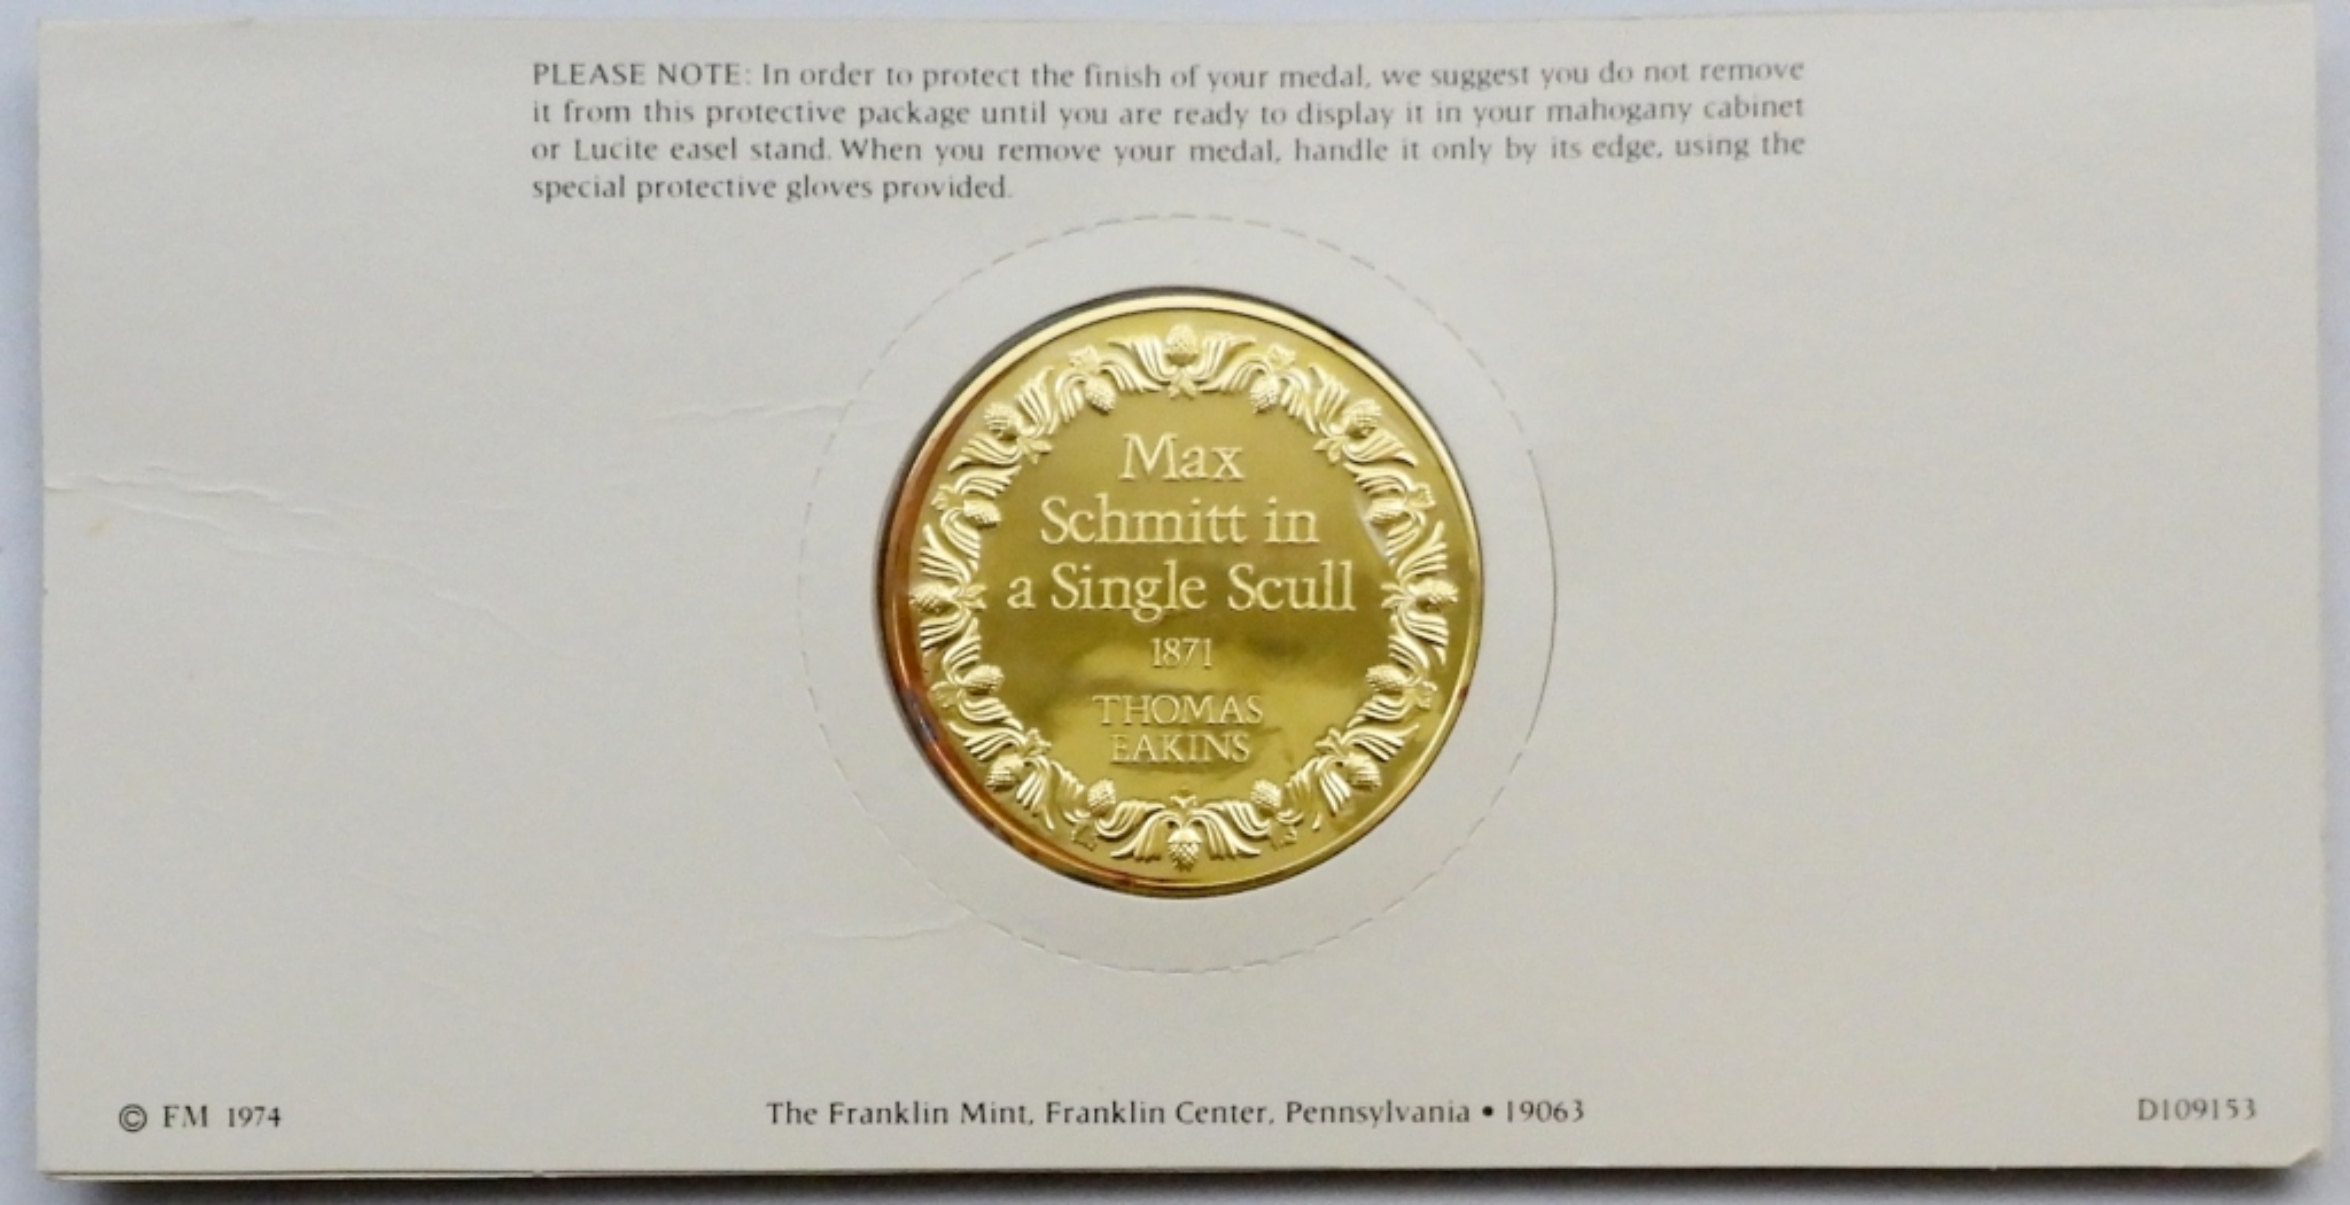 PLEASE NOTE: In order to protect the finish of your medal, we suggest you do not remove
it from this protective package until you are ready to display it in your mahogany cabinet
or Lucite easel stand. When you remove your medal, handle it only by its edge, using the
special protective gloves provided.
Max
Schmitt in
a Single Scull
1871
THOMAS
EAKINS
© FM 1974
The Franklin Mint, Franklin Center, Pennsylvania • 19063
D109153